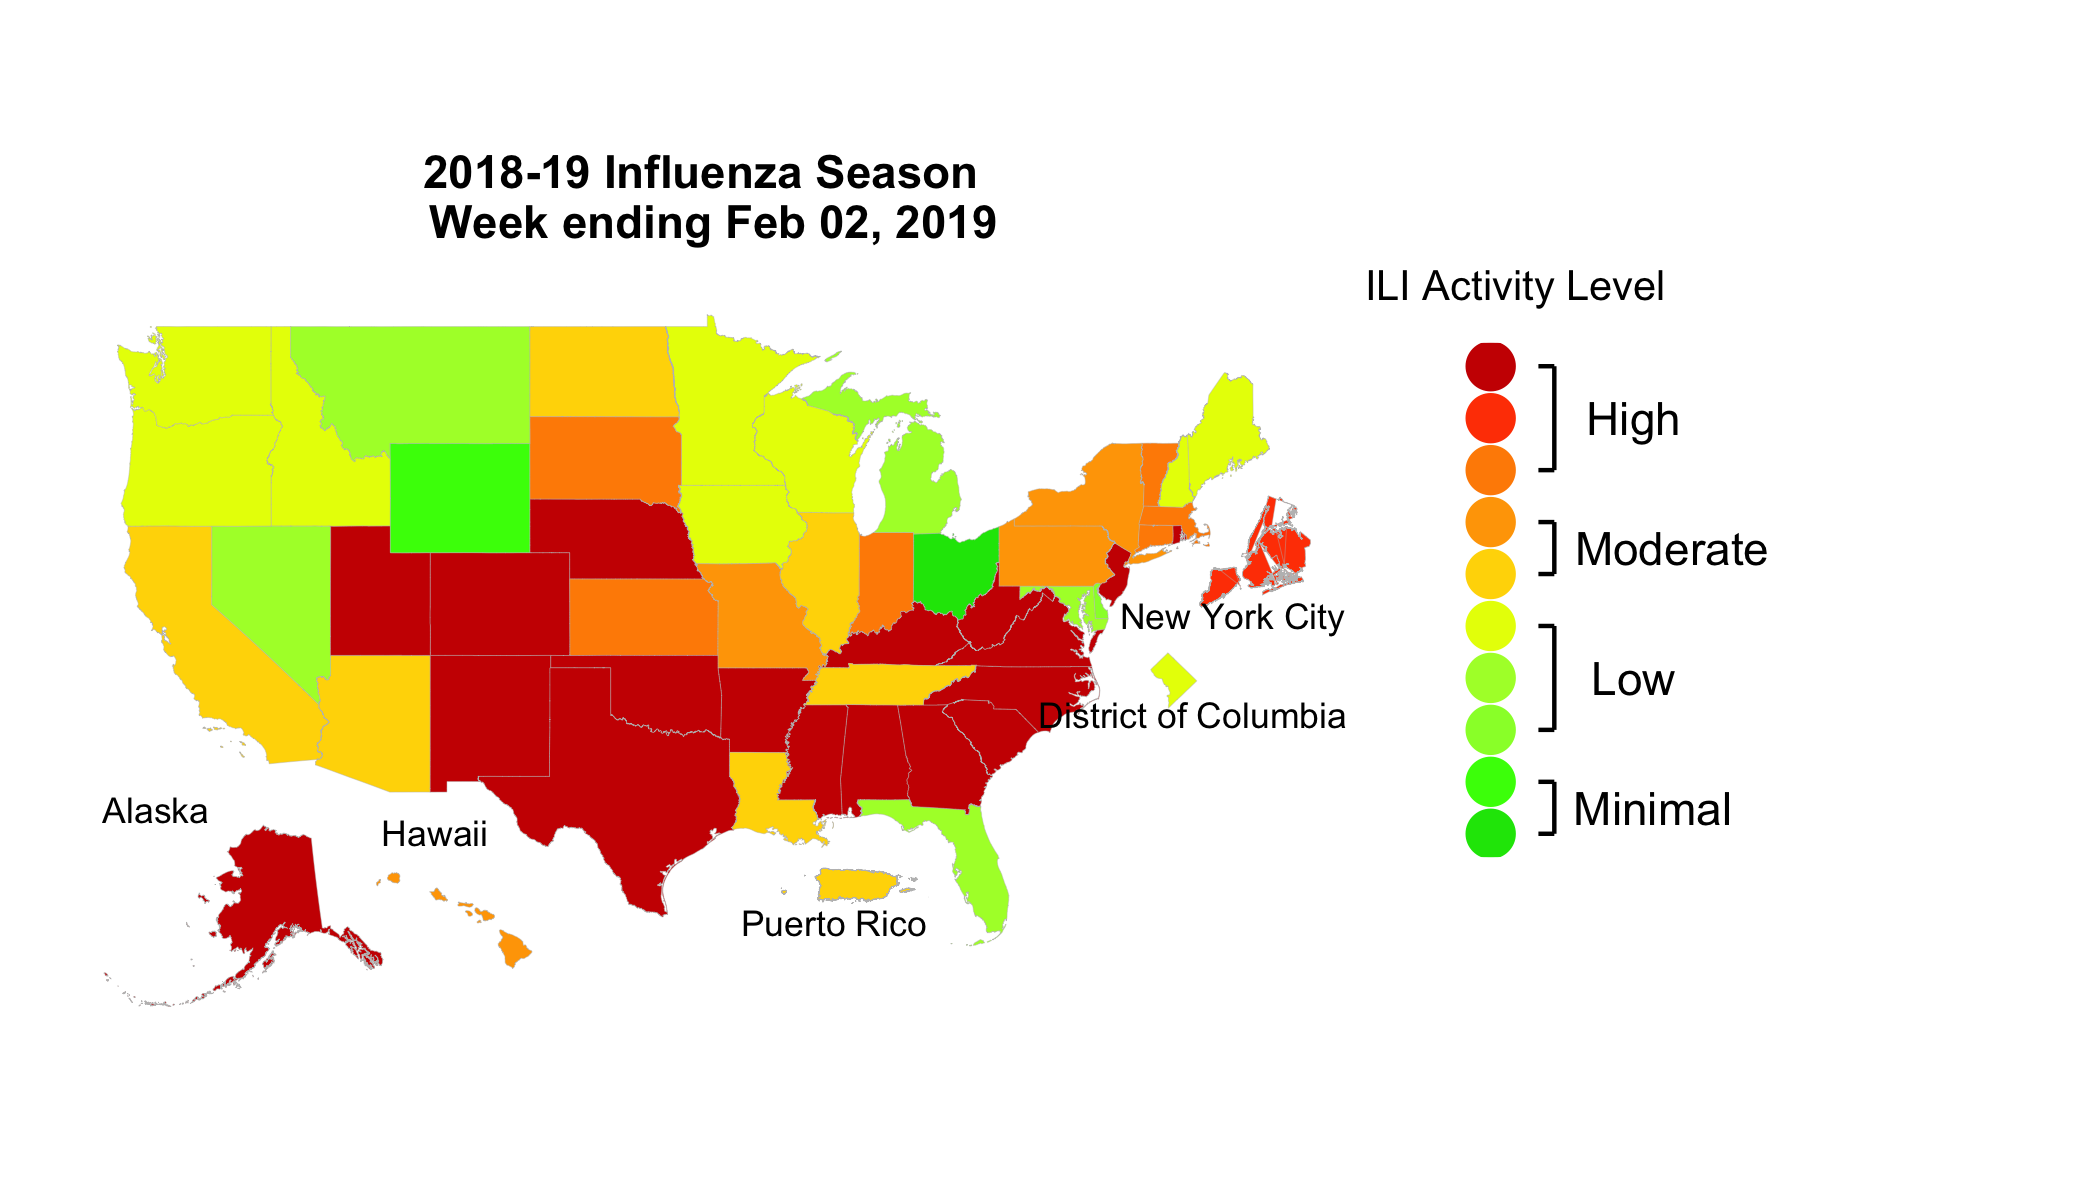 2018-19 Influenza Season
Week ending Feb 02, 2019
ILI Activity Level
High
Moderate
Low
Minimal
New York City
District of Columbia
Alaska
Hawaii
Puerto Rico